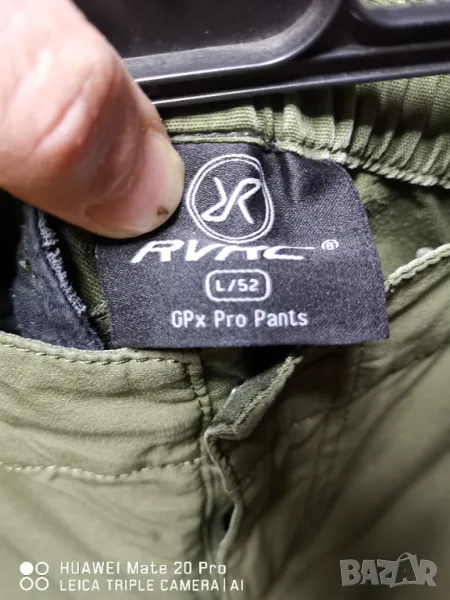 RVRC®
L/52
GPx Pro Pants
HUAWEI Mate 20 Pro
LEICA TRIPLE CAMERA | AI
BAZAR